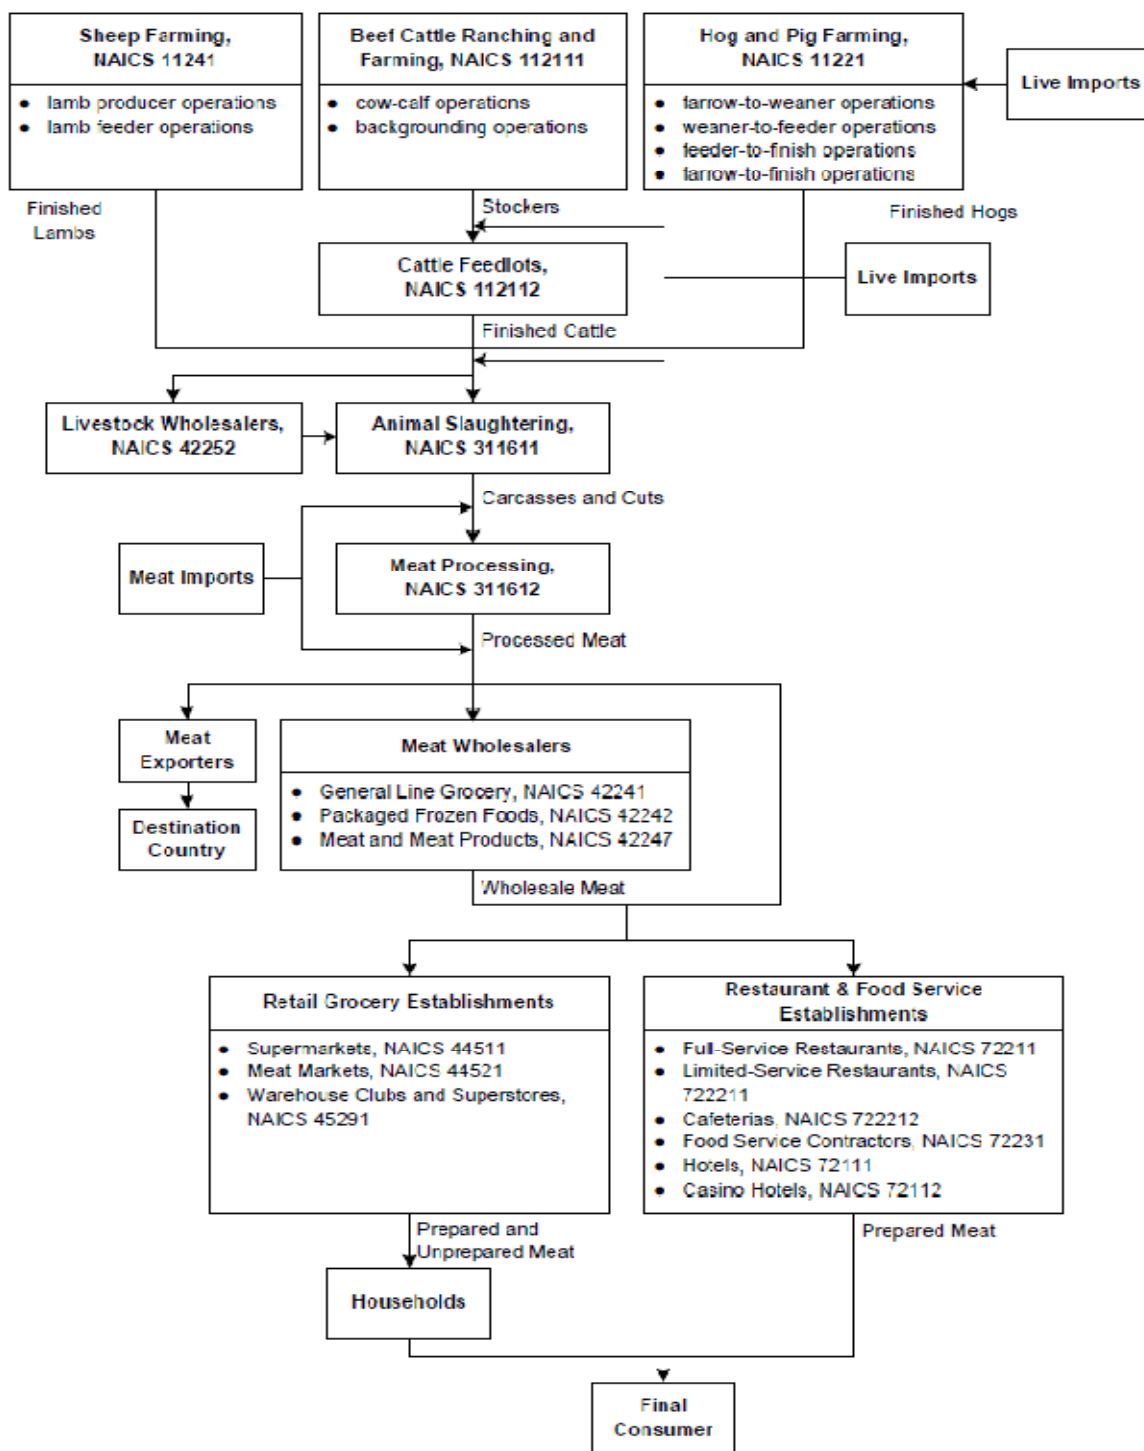 Sheep Farming,
NAICS 11241
● lamb producer operations
● lamb feeder operations
Beef Cattle Ranching and
Farming, NAICS 112111
● cow-calf operations
● backgrounding operations
Hog and Pig Farming,
NAICS 11221
● farrow-to-weaner operations
● weaner-to-feeder operations
● feeder-to-finish operations
● farrow-to-finish operations
Live Imports
Finished
Lambs
Stockers
Finished Hogs
Cattle Feedlots,
NAICS 112112
Live Imports
Finished Cattle
Livestock Wholesalers,
NAICS 42252
Animal Slaughtering,
NAICS 311611
Carcasses and Cuts
Meat Imports
Meat Processing,
NAICS 311612
Processed Meat
Meat
Exporters
Destination
Country
Meat Wholesalers
● General Line Grocery, NAICS 42241
● Packaged Frozen Foods, NAICS 42242
● Meat and Meat Products, NAICS 42247
Wholesale Meat
Retail Grocery Establishments
● Supermarkets, NAICS 44511
● Meat Markets, NAICS 44521
● Warehouse Clubs and Superstores,
NAICS 45291
Restaurant & Food Service
Establishments
● Full-Service Restaurants, NAICS 72211
● Limited-Service Restaurants, NAICS
722211
● Cafeterias, NAICS 722212
● Food Service Contractors, NAICS 72231
● Hotels, NAICS 72111
● Casino Hotels, NAICS 72112
Prepared and
Unprepared Meat
Prepared Meat
Households
Final
Consumer